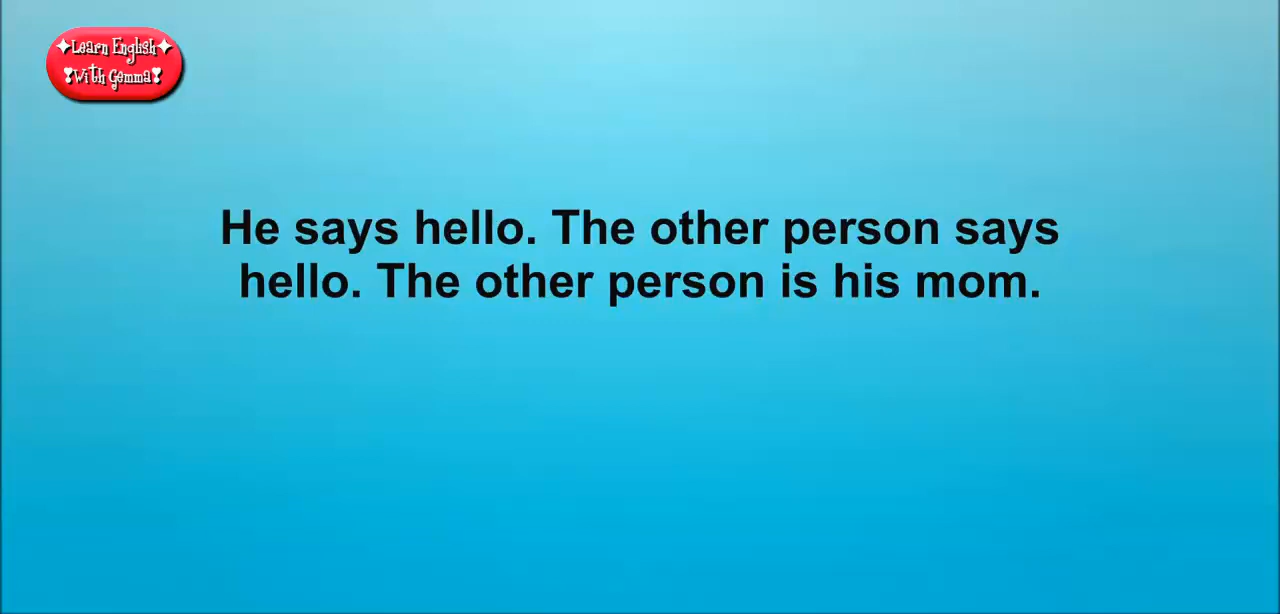 Learn English
With Gemma
He says hello. The other person says
hello. The other person is his mom.